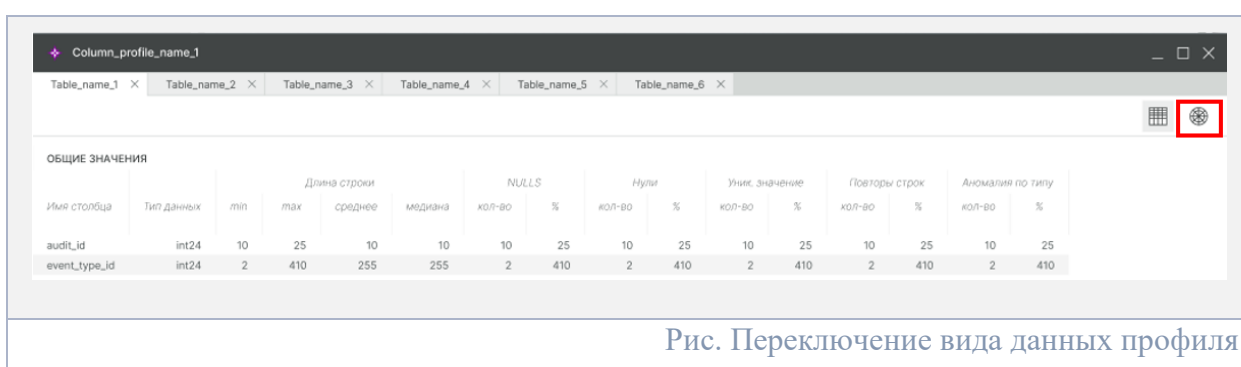 Column_profile_name_1
Table_name_1 Table_name_2 Table_name_3 Table_name_4 Table_name_5 Table_name_6
ОБЩИЕ ЗНАЧЕНИЯ
Длина строки NULLS Нули Уник. значение Повторы строк Аномалия по типу
Имя столбца Тип данных min max среднее медиана кол-во % кол-во % кол-во % кол-во % кол-во %
audit_id int24 10 25 10 10 10 25 10 25 10 25 10 25 10 25
event_type_id int24 2 410 255 255 2 410 2 410 2 410 2 410 2 410
Рис. Переключение вида данных профиля